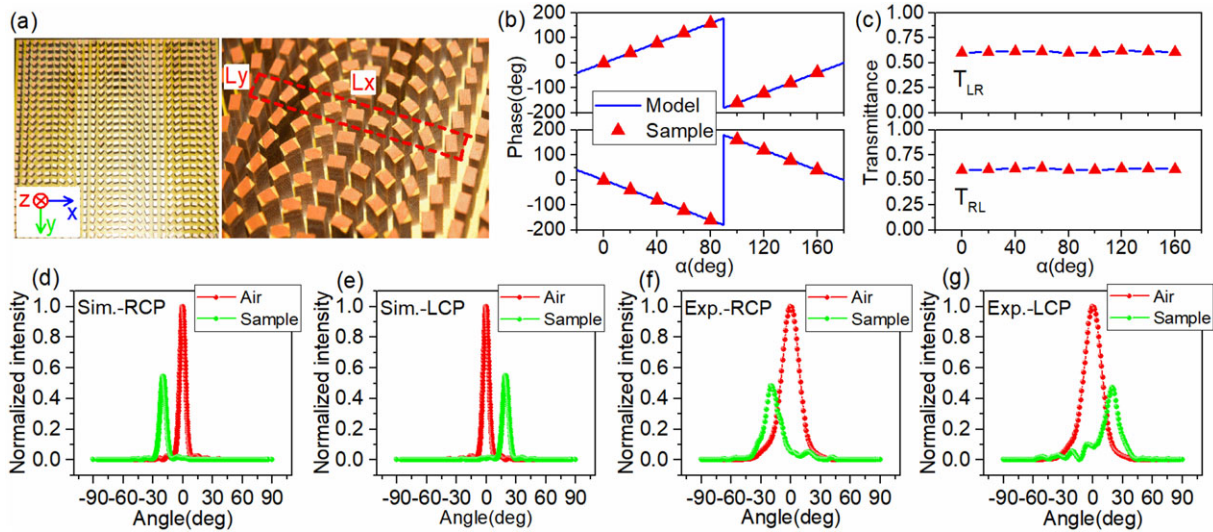 (a)
Ly
Lx
z
x
y
(b)
200
100
0
-100
-200
200
100
0
-100
-200
Phase(deg)
Model
Sample
0 40 80 120 160
α(deg)
(c)
1.00
0.75
0.50
0.25
0.00
1.00
0.75
0.50
0.25
0.00
Transmittance
T_LR
T_RL
0 40 80 120 160
α(deg)
(d)
Sim.-RCP
Air
Sample
1.0
0.8
0.6
0.4
0.2
0.0
Normalized intensity
-90-60-30 0 30 60 90
Angle(deg)
(e)
Sim.-LCP
Air
Sample
1.0
0.8
0.6
0.4
0.2
0.0
Normalized intensity
-90-60-30 0 30 60 90
Angle(deg)
(f)
Exp.-RCP
Air
Sample
1.0
0.8
0.6
0.4
0.2
0.0
Normalized intensity
-90-60-30 0 30 60 90
Angle(deg)
(g)
Exp.-LCP
Air
Sample
1.0
0.8
0.6
0.4
0.2
0.0
Normalized intensity
-90-60-30 0 30 60 90
Angle(deg)